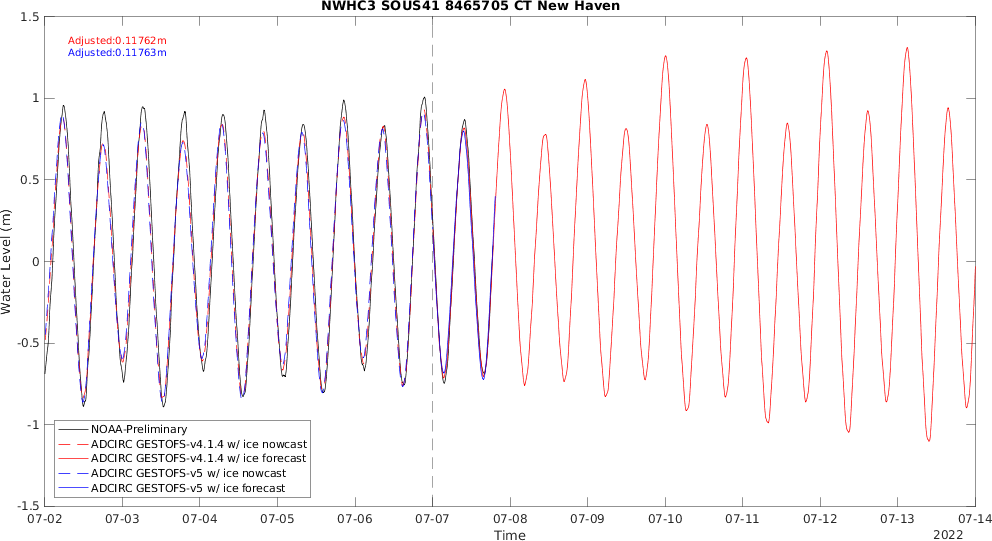 NWHC3 SOUS41 8465705 CT New Haven
1.5
Adjusted:0.11762m
Adjusted:0.11763m
1
0.5
0
-0.5
-1
-1.5
Water Level (m)
NOAA-Preliminary
ADCIRC GESTOFS-v4.1.4 w/ ice nowcast
ADCIRC GESTOFS-v4.1.4 w/ ice forecast
ADCIRC GESTOFS-v5 w/ ice nowcast
ADCIRC GESTOFS-v5 w/ ice forecast
07-02 07-03 07-04 07-05 07-06 07-07 07-08 07-09 07-10 07-11 07-12 07-13 07-14
Time
2022